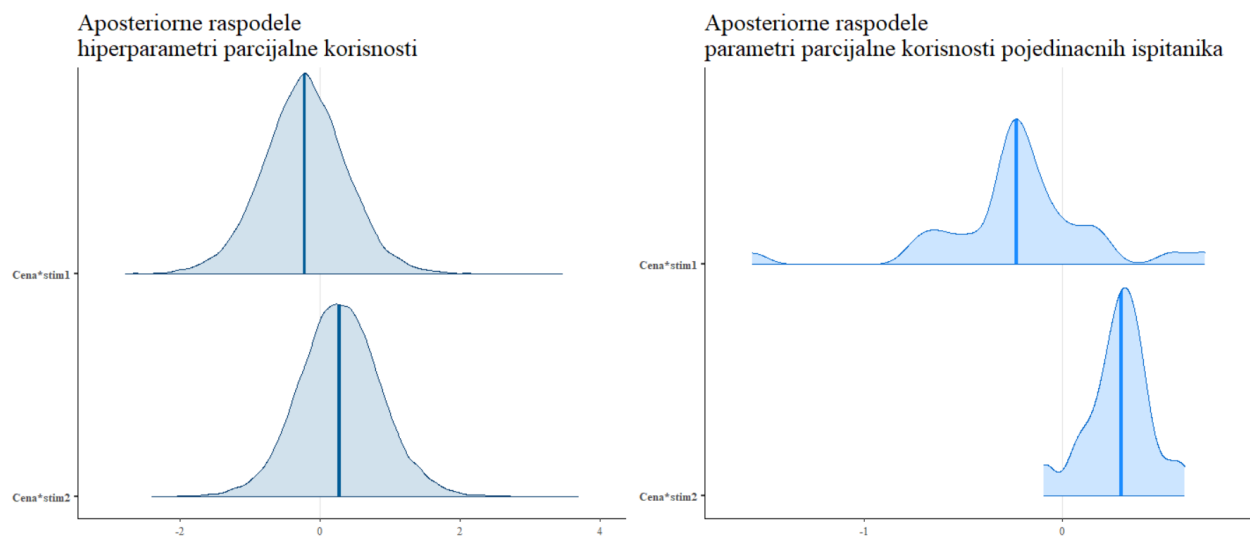 Aposteriorne raspodele
hiperparametri parcijalne korisnosti
Cena*stim1
Cena*stim2
-2 0 2 4
Aposteriorne raspodele
parametri parcijalne korisnosti pojedinacnih ispitanika
Cena*stim1
Cena*stim2
-1 0